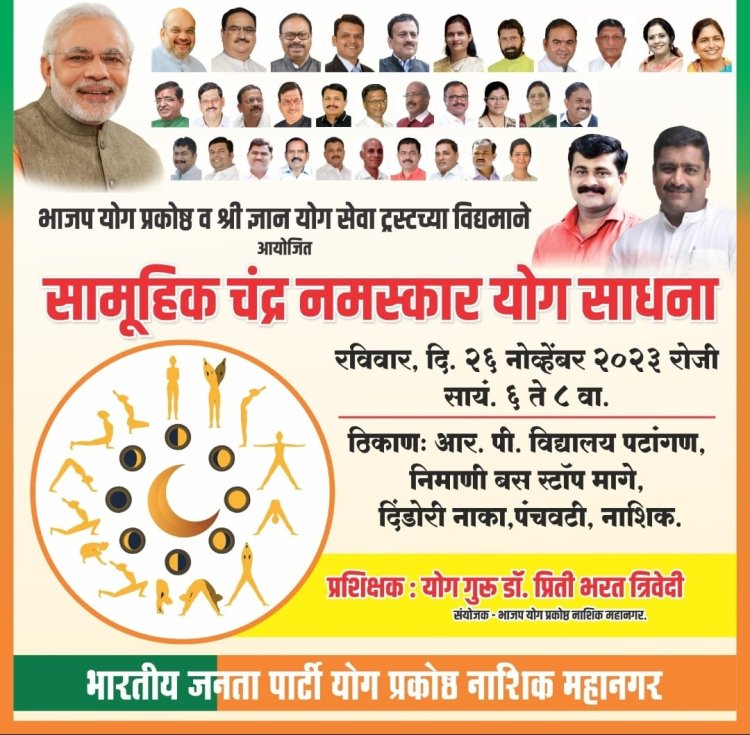 भाजप योग प्रकोष्ठ व श्री ज्ञान योग सेवा ट्रस्टच्या विद्यमाने
आयोजित
सामूहिक चंद्र नमस्कार योग साधना
रविवार, दि. २६ नोव्हेंबर २०२३ रोजी
सायं. ६ ते ८ वा.
ठिकाणः आर. पी. विद्यालय पटांगण,
निमाणी बस स्टॉप मागे,
दिंडोरी नाका,पंचवटी, नाशिक.
प्रशिक्षक : योग गुरू डॉ. प्रिती भरत त्रिवेदी
संयोजक - भाजप योग प्रकोष्ठ नाशिक महानगर.
भारतीय जनता पार्टी योग प्रकोष्ठ नाशिक महानगर